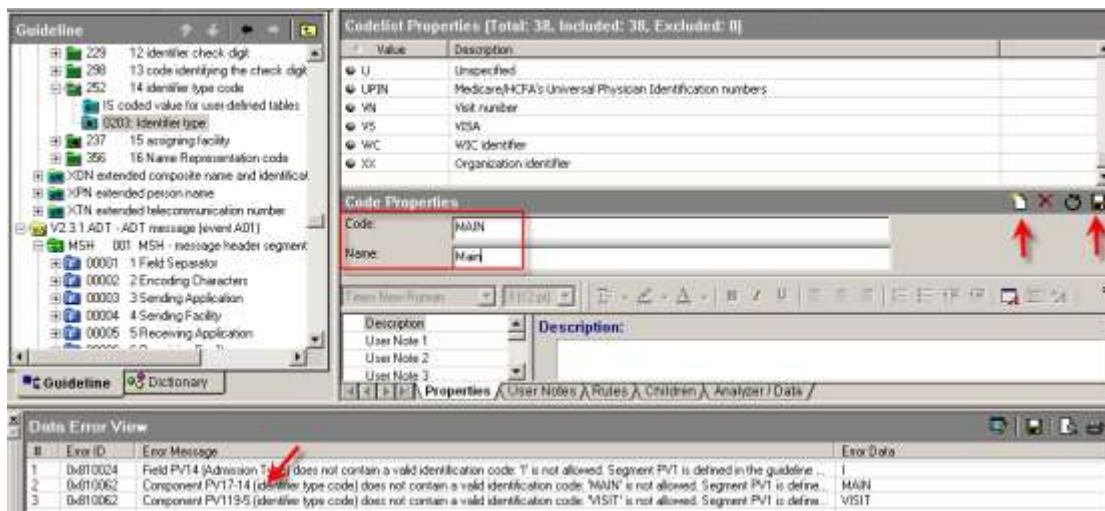 Guideline
229 12 identifier check digit
298 13 code identifying the check digit
252 14 identifier type code
IS coded value for user-defined tables
0203: Identifier type
237 15 assigning facility
356 16 Name Representation code
XON extended composite name and identificat
XPN extended person name
XTN extended telecommunication number
V2.3.1 ADT - ADT message (event A01)
MSH 001 MSH - message header segment
00001 1 Field Separator
00002 2 Encoding Characters
00003 3 Sending Application
00004 4 Sending Facility
00005 5 Receiving Application
Guideline Dictionary
Codelist Properties [Total: 38, Included: 38, Excluded: 0]
Value Description
U Unspecified
UPIN Medicare/HCFA's Universal Physician Identification numbers
VN Visit number
VS VISA
WC WIC identifier
XX Organization identifier
Code Properties
Code: MAIN
Name: Main
Times New Roman
Description
User Note 1
User Note 2
User Note 3
Description:
Properties User Notes Rules Children Analyzer / Data
Data Error View
# Error ID Error Message Error Data
1 0x810024 Field PV14 (Admission Type) does not contain a valid identification code: 'I' is not allowed. Segment PV1 is defined in the guideline ... I
2 0x810062 Component PV17-14 (identifier type code) does not contain a valid identification code: 'MAIN' is not allowed. Segment PV1 is define... MAIN
3 0x810062 Component PV119-5 (identifier type code) does not contain a valid identification code: 'VISIT' is not allowed. Segment PV1 is define... VISIT